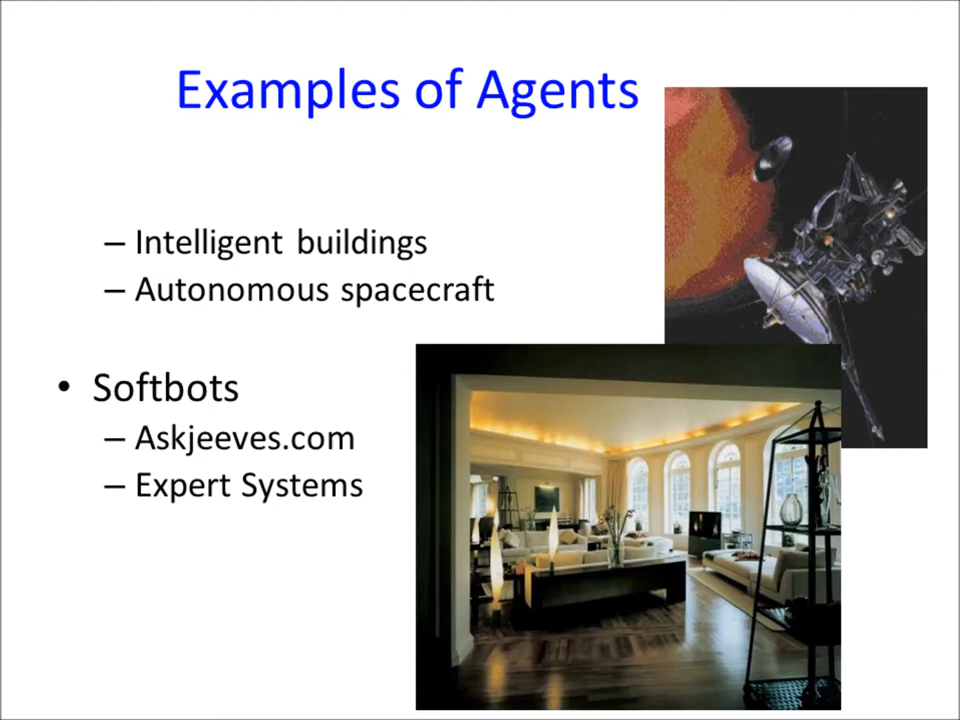 Examples of Agents
– Intelligent buildings
– Autonomous spacecraft
• Softbots
– Askjeeves.com
– Expert Systems